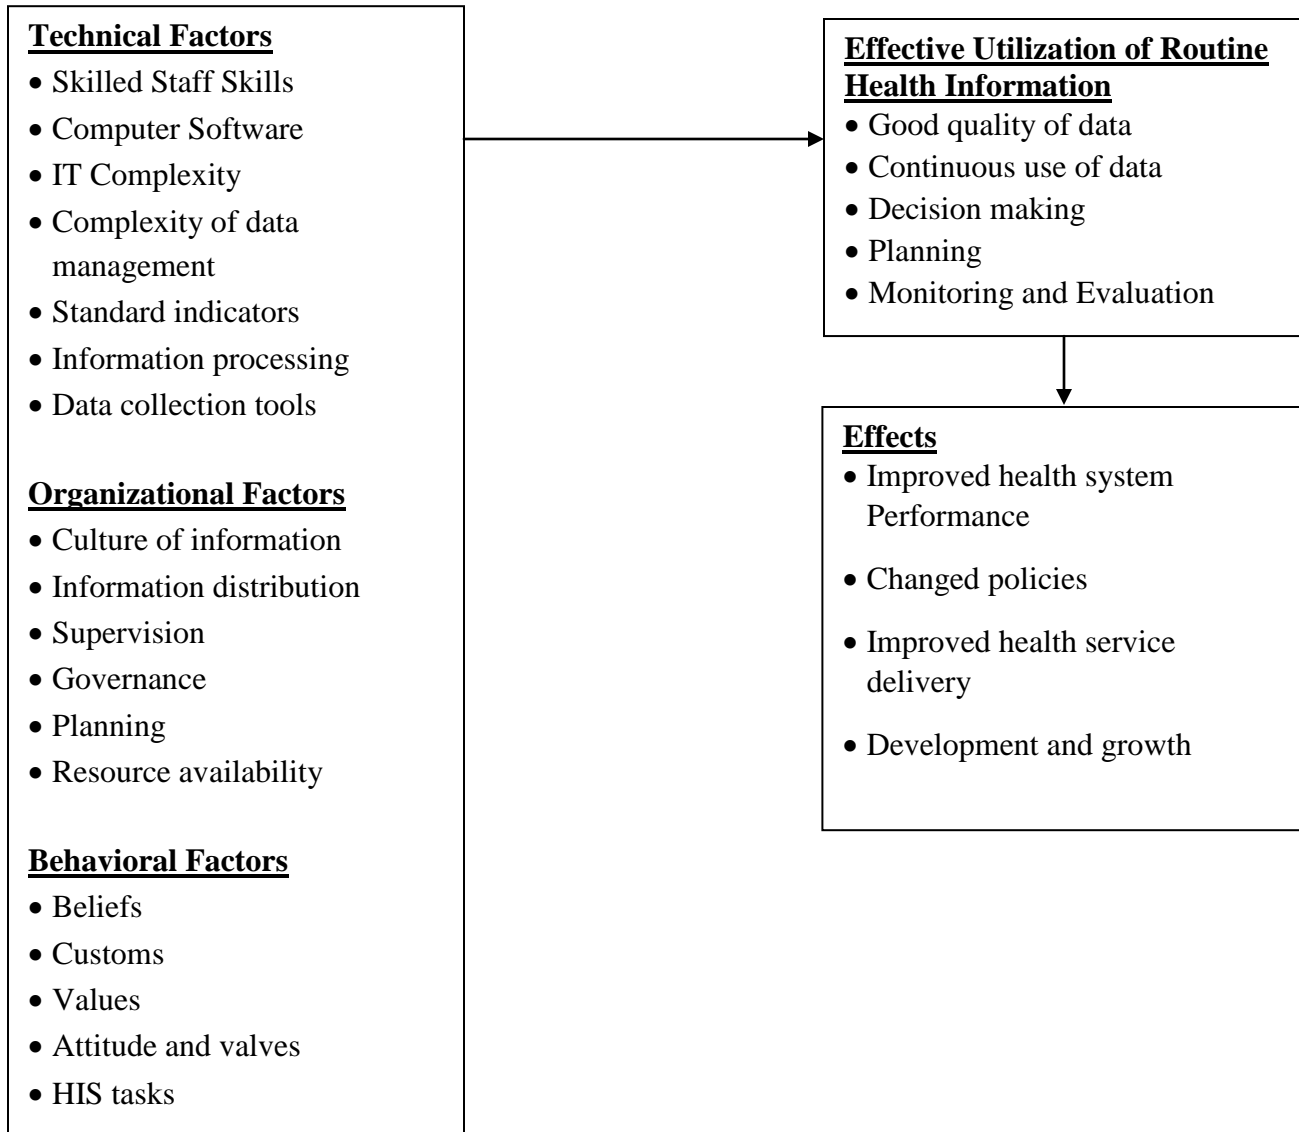 Technical Factors
• Skilled Staff Skills
• Computer Software
• IT Complexity
• Complexity of data
management
• Standard indicators
• Information processing
• Data collection tools
Organizational Factors
• Culture of information
• Information distribution
• Supervision
• Governance
• Planning
• Resource availability
Behavioral Factors
• Beliefs
• Customs
• Values
• Attitude and valves
• HIS tasks
Effective Utilization of Routine
Health Information
• Good quality of data
• Continuous use of data
• Decision making
• Planning
• Monitoring and Evaluation
Effects
• Improved health system
Performance
• Changed policies
• Improved health service
delivery
• Development and growth